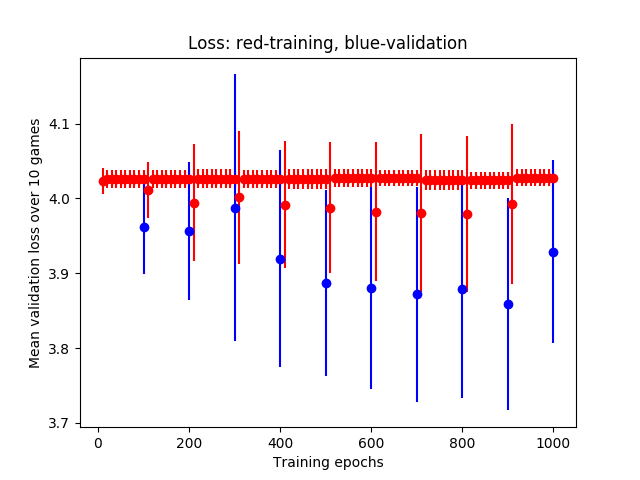 Loss: red-training, blue-validation
Mean validation loss over 10 games
4.1
4.0
3.9
3.8
3.7
0 200 400 600 800 1000
Training epochs